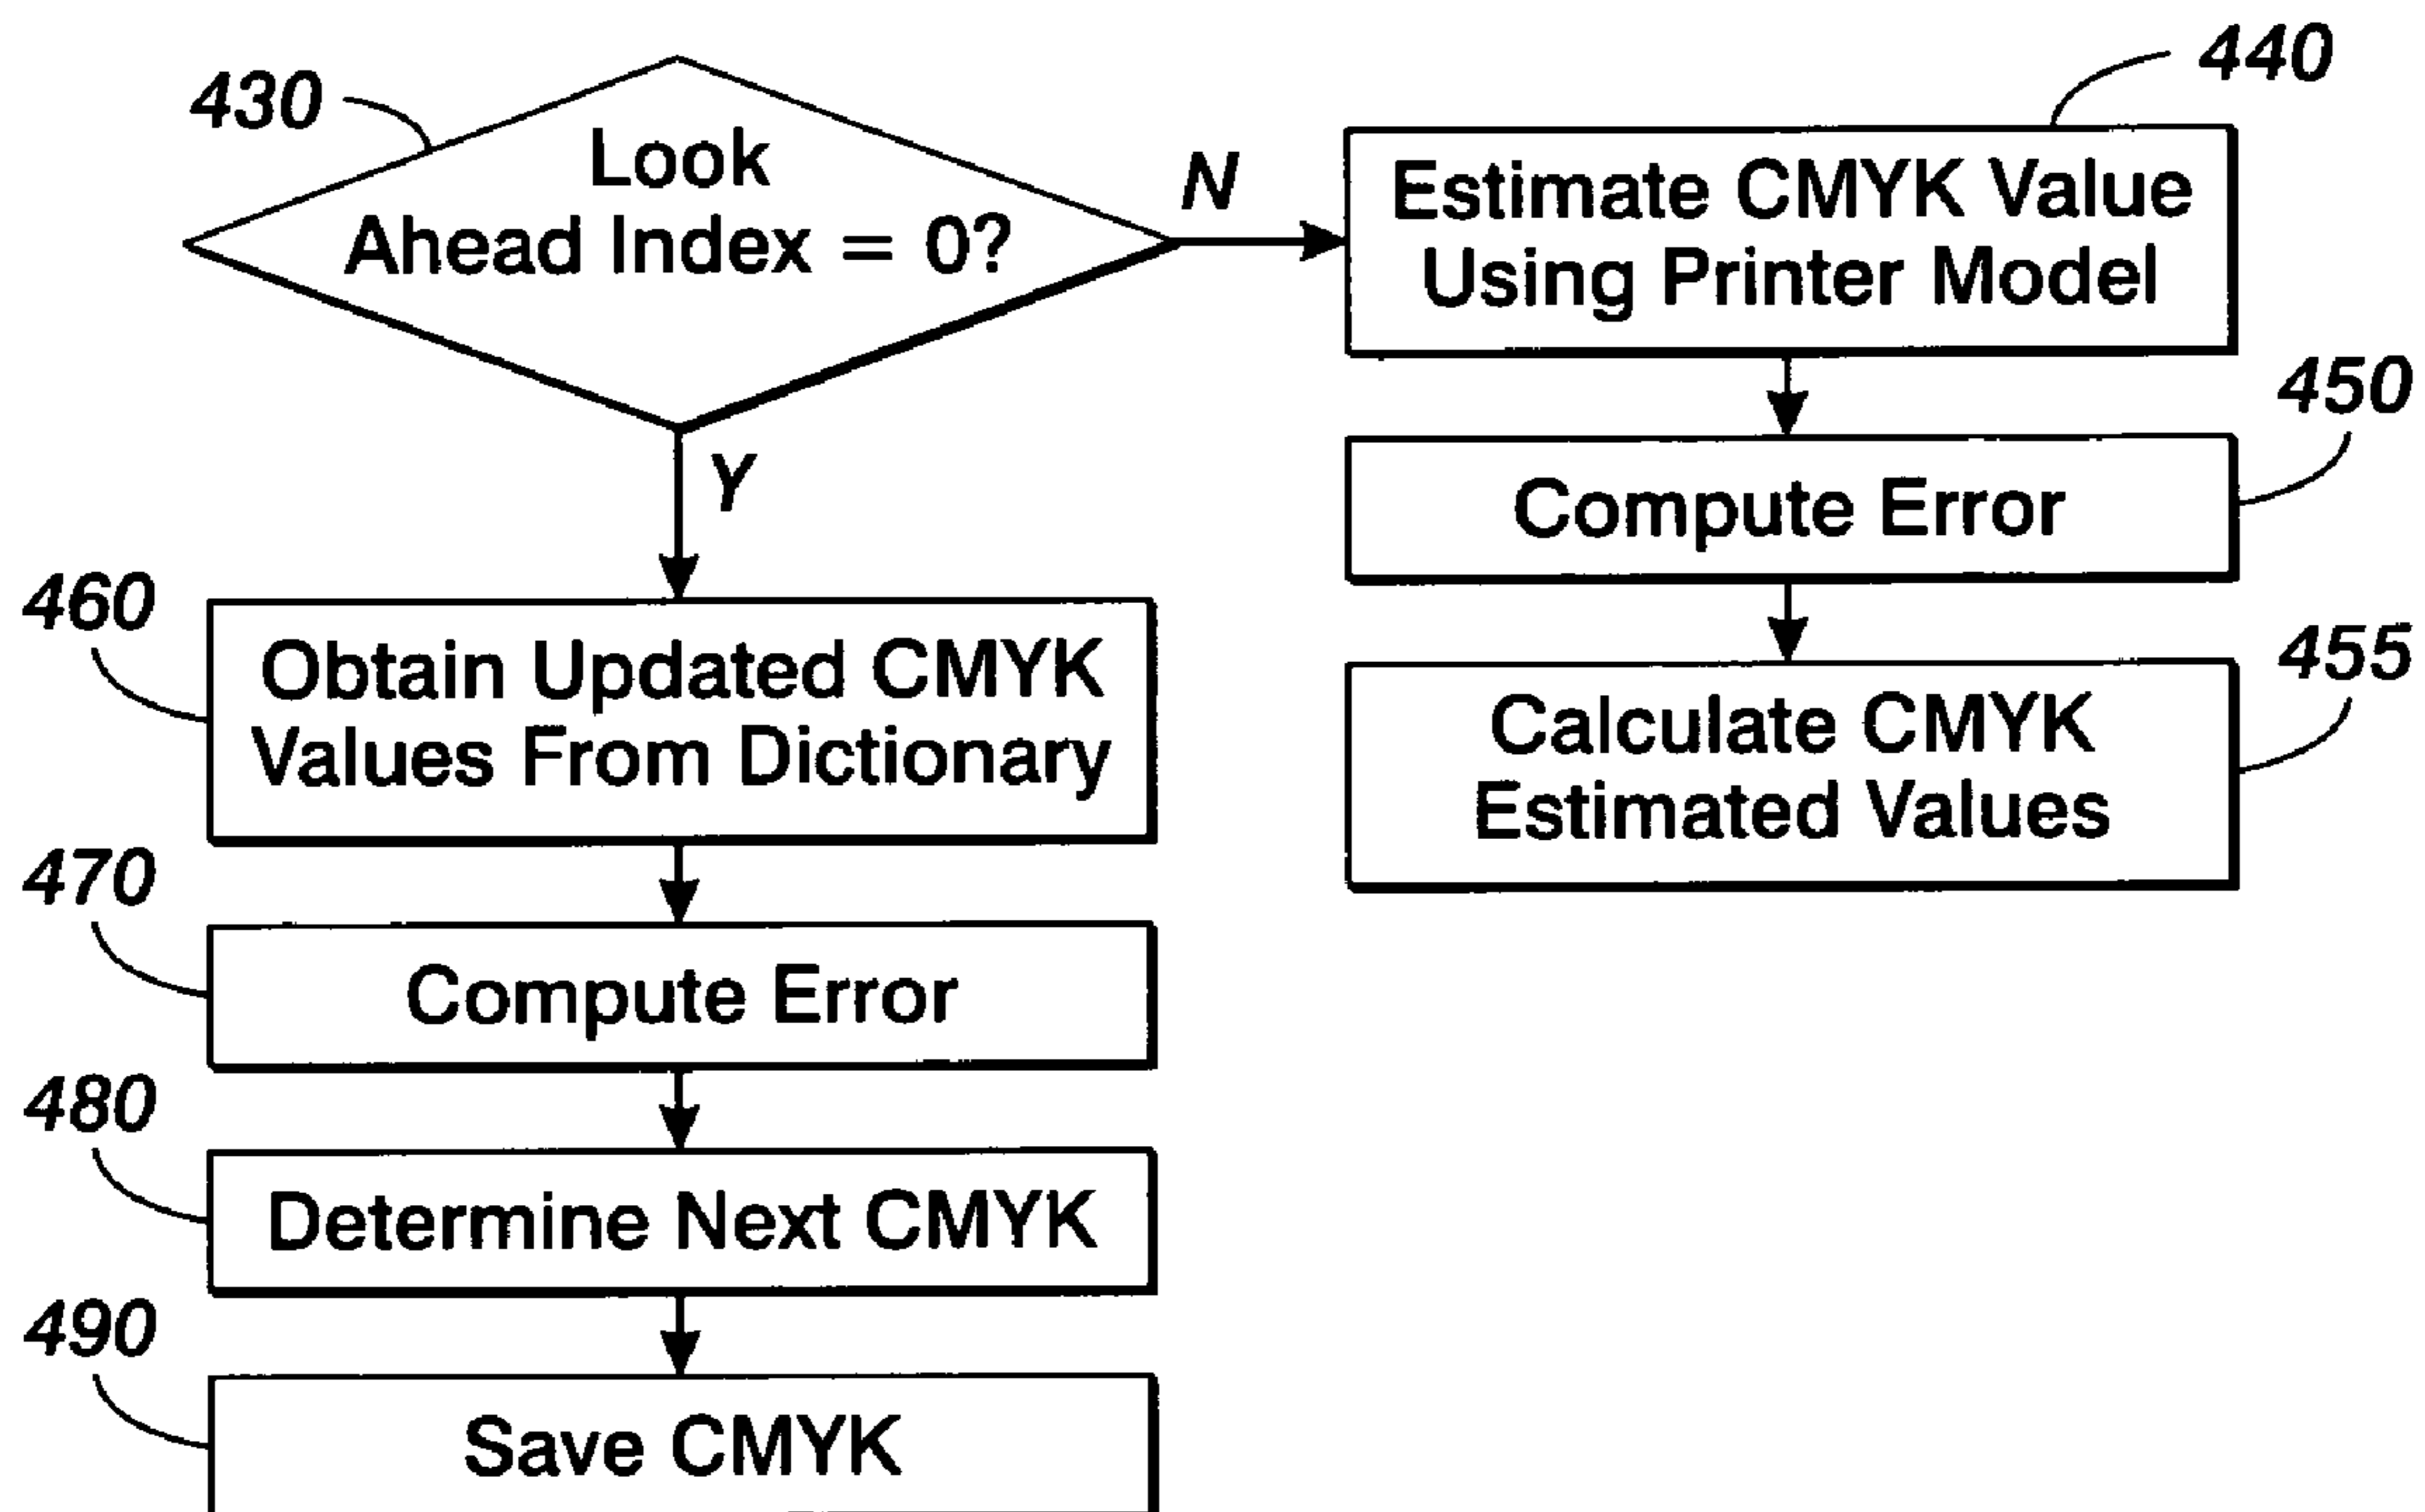 430
Look
Ahead Index = 0?
N
440
Estimate CMYK Value
Using Printer Model
450
Compute Error
455
Calculate CMYK
Estimated Values
Y
460
Obtain Updated CMYK
Values From Dictionary
470
Compute Error
480
Determine Next CMYK
490
Save CMYK